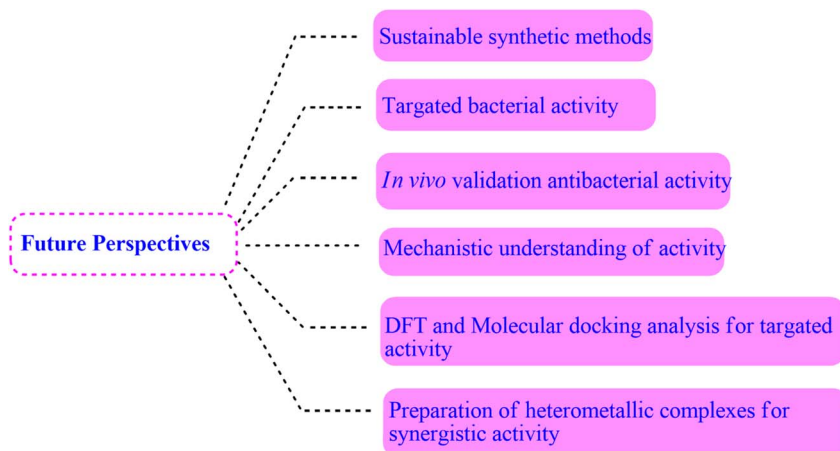 Sustainable synthetic methods
Targated bacterial activity
In vivo validation antibacterial activity
Future Perspectives
Mechanistic understanding of activity
DFT and Molecular docking analysis for targated
activity
Preparation of heterometallic complexes for
synergistic activity